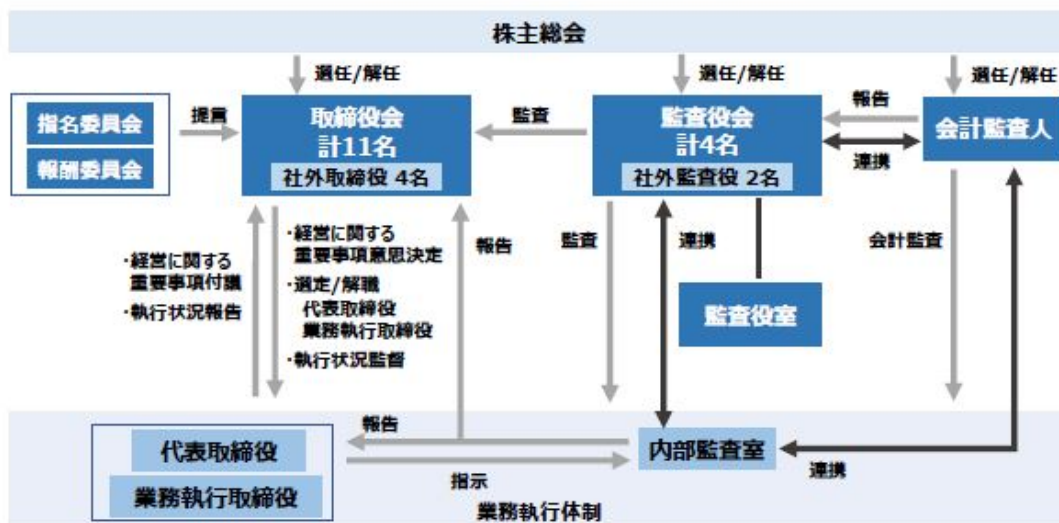 株主総会
選任/解任
選任/解任
選任/解任
指名委員会
報酬委員会
提言
取締役会
計11名
社外取締役 4名
監査
監査役会
計4名
社外監査役 2名
報告
連携
会計監査人
・経営に関する
重要事項付議
・執行状況報告
・経営に関する
重要事項意思決定
・選定/解職
代表取締役
業務執行取締役
・執行状況監督
報告
監査
連携
監査役室
会計監査
代表取締役
業務執行取締役
報告
指示
内部監査室
連携
業務執行体制